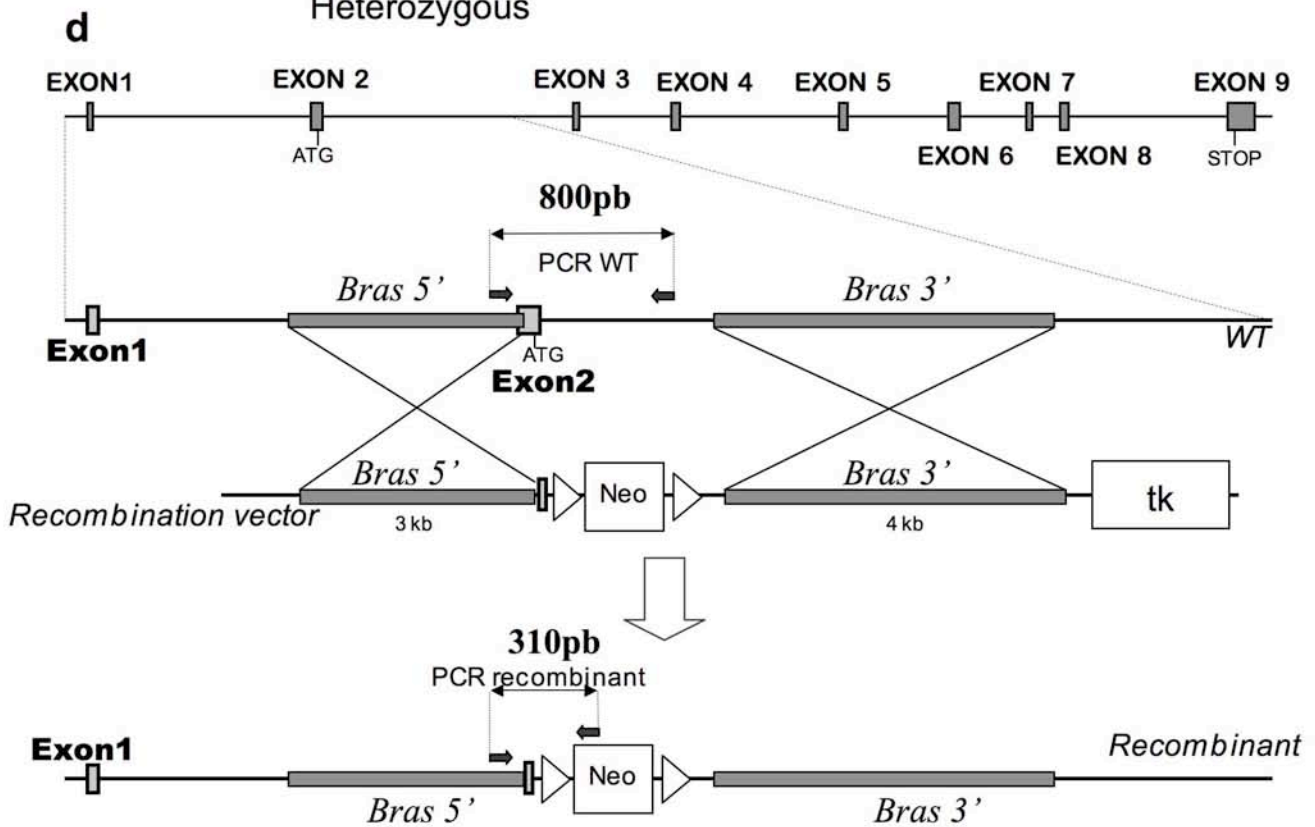 Heterozygous
d
EXON1 EXON 2 EXON 3 EXON 4 EXON 5 EXON 7 EXON 9
ATG EXON 6 EXON 8 STOP
800pb
PCR WT
Bras 5’ Bras 3’
WT
Exon1 ATG
Exon2
Bras 5’ Neo Bras 3’ tk
Recombination vector 3 kb 4 kb
310pb
PCR recombinant
Exon1 Recombinant
Neo
Bras 5’ Bras 3’